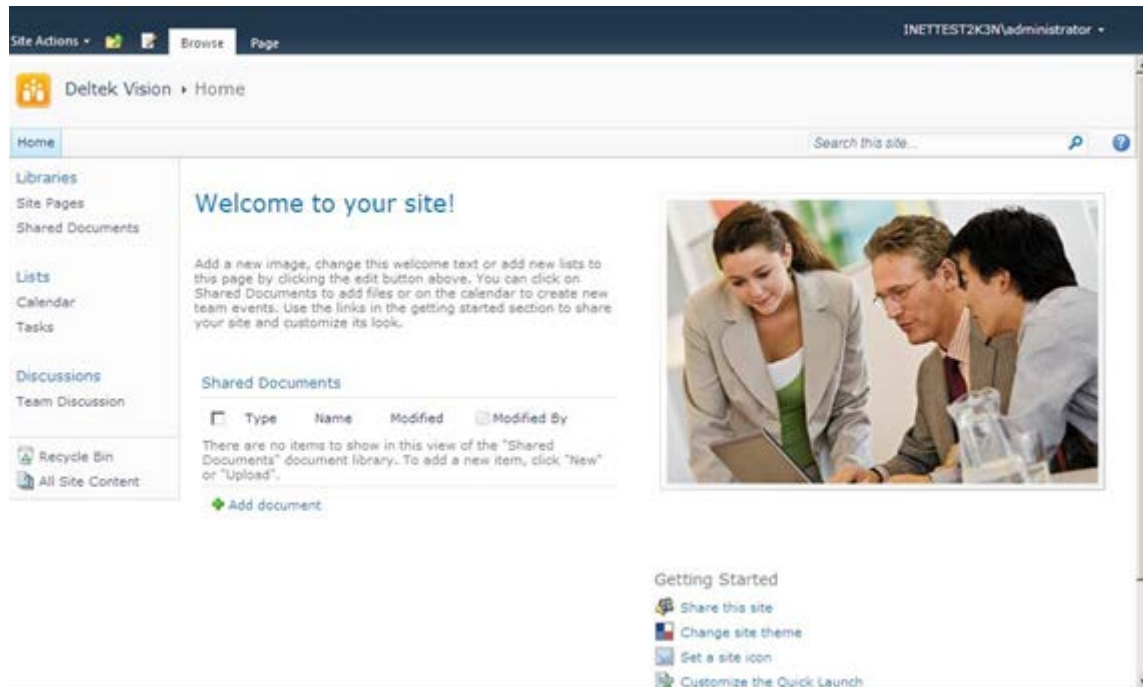 Site Actions
Browse
Page
INETTEST2K3N\administrator
Deltek Vision ▸ Home
Home
Search this site...
Libraries
Site Pages
Shared Documents
Lists
Calendar
Tasks
Discussions
Team Discussion
Recycle Bin
All Site Content
Welcome to your site!
Add a new image, change this welcome text or add new lists to
this page by clicking the edit button above. You can click on
Shared Documents to add files or on the calendar to create new
team events. Use the links in the getting started section to share
your site and customize its look.
Shared Documents
Type Name Modified Modified By
There are no items to show in this view of the "Shared
Documents" document library. To add a new item, click "New"
or "Upload".
Add document
Getting Started
Share this site
Change site theme
Set a site icon
Customize the Quick Launch